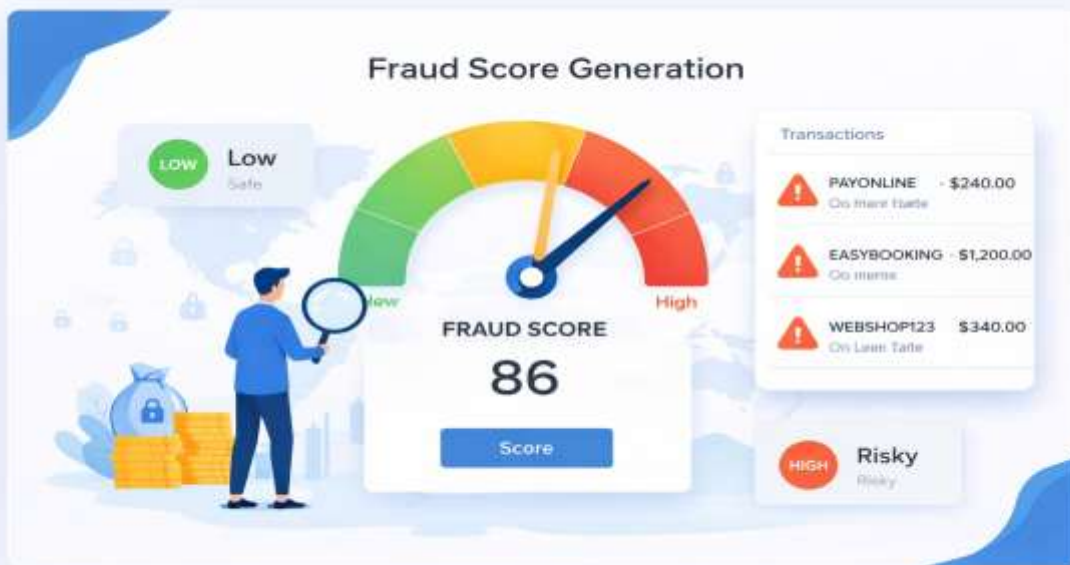 Fraud Score Generation
LOW
Low
Safe
High
FRAUD SCORE
86
Score
Transactions
PAYONLINE - $240.00
EASYBOOKING - $1,200.00
WEBSHOP123 $340.00
HIGH
Risky
Risky